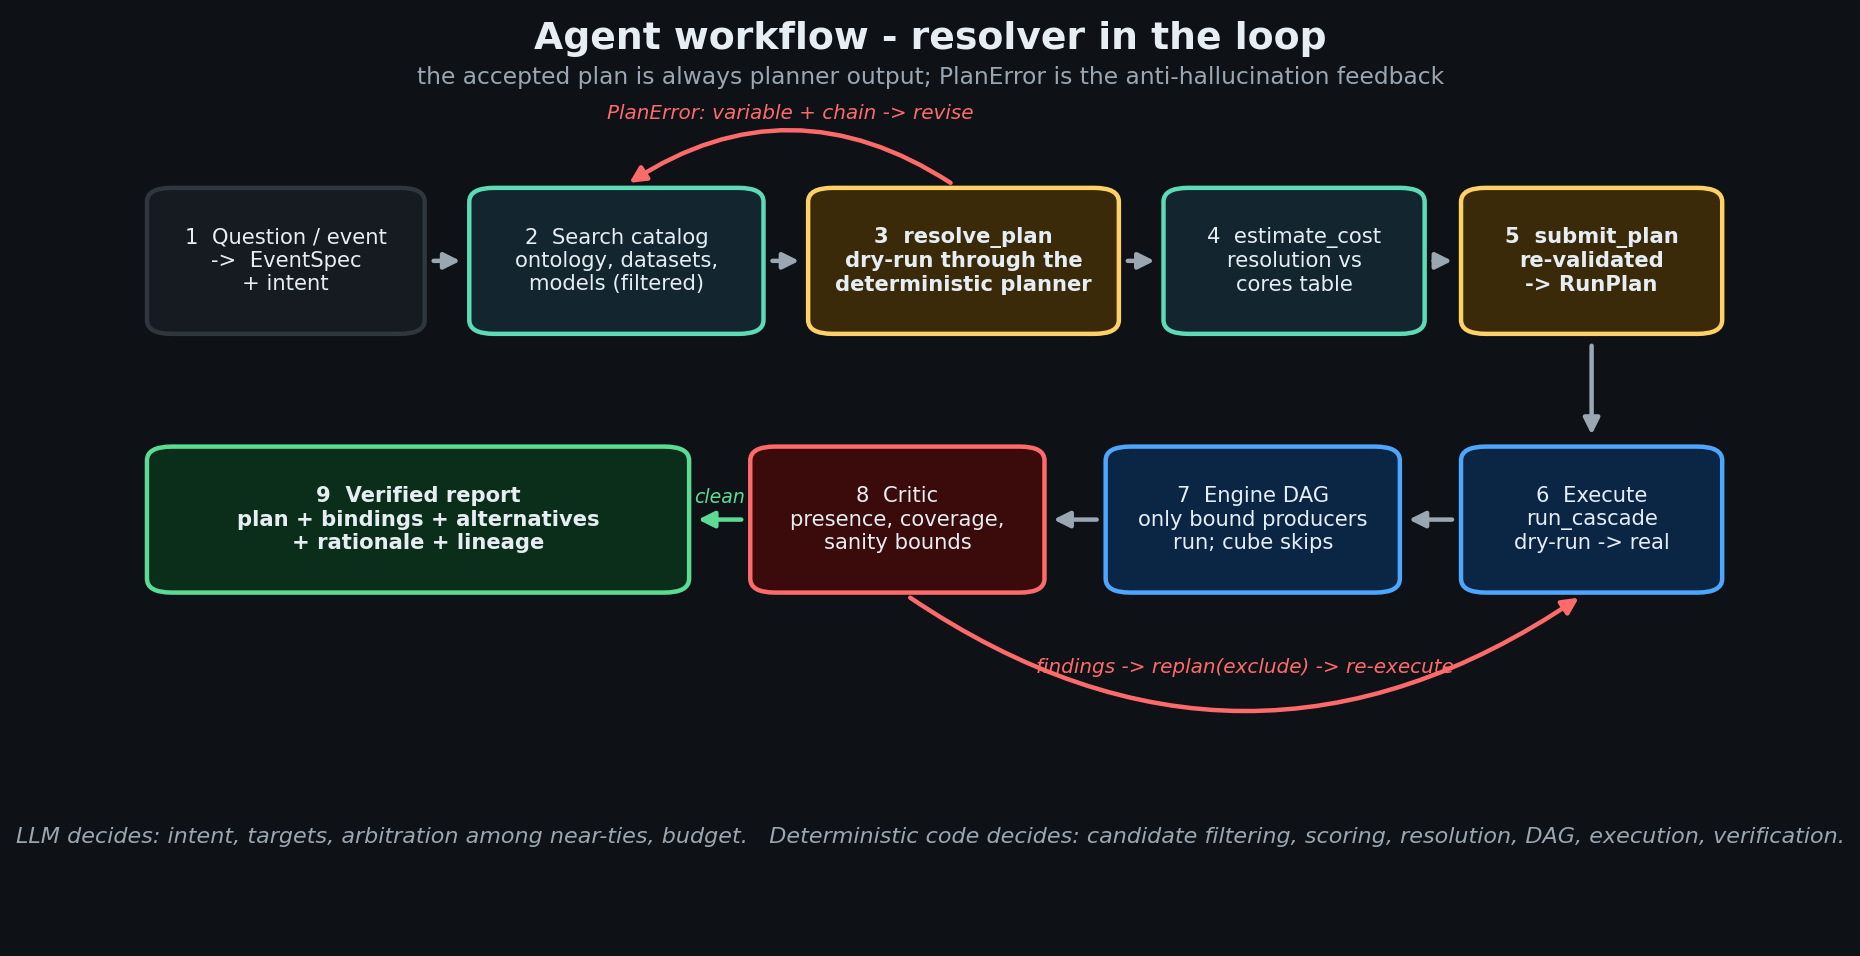 Agent workflow - resolver in the loop
the accepted plan is always planner output; PlanError is the anti-hallucination feedback
PlanError: variable + chain -> revise
1  Question / event
->  EventSpec
+ intent
2  Search catalog
ontology, datasets,
models (filtered)
3  resolve_plan
dry-run through the
deterministic planner
4  estimate_cost
resolution vs
cores table
5  submit_plan
re-validated
-> RunPlan
9  Verified report
plan + bindings + alternatives
+ rationale + lineage
clean
8  Critic
presence, coverage,
sanity bounds
7  Engine DAG
only bound producers
run; cube skips
6  Execute
run_cascade
dry-run -> real
findings -> replan(exclude) -> re-execute
LLM decides: intent, targets, arbitration among near-ties, budget.   Deterministic code decides: candidate filtering, scoring, resolution, DAG, execution, verification.